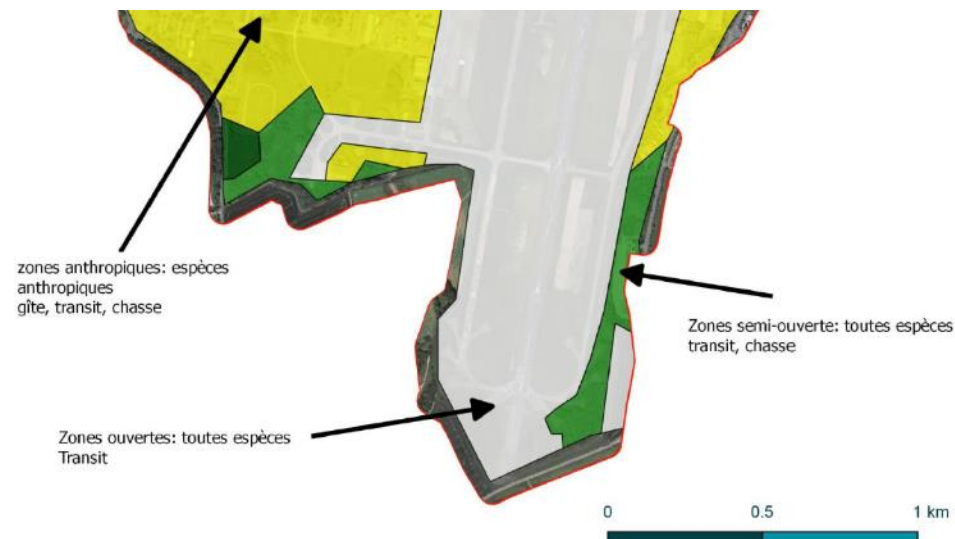 zones anthropiques: espèces
anthropiques
gîte, transit, chasse
Zones semi-ouverte: toutes espèces
transit, chasse
Zones ouvertes: toutes espèces
Transit
0 0.5 1 km